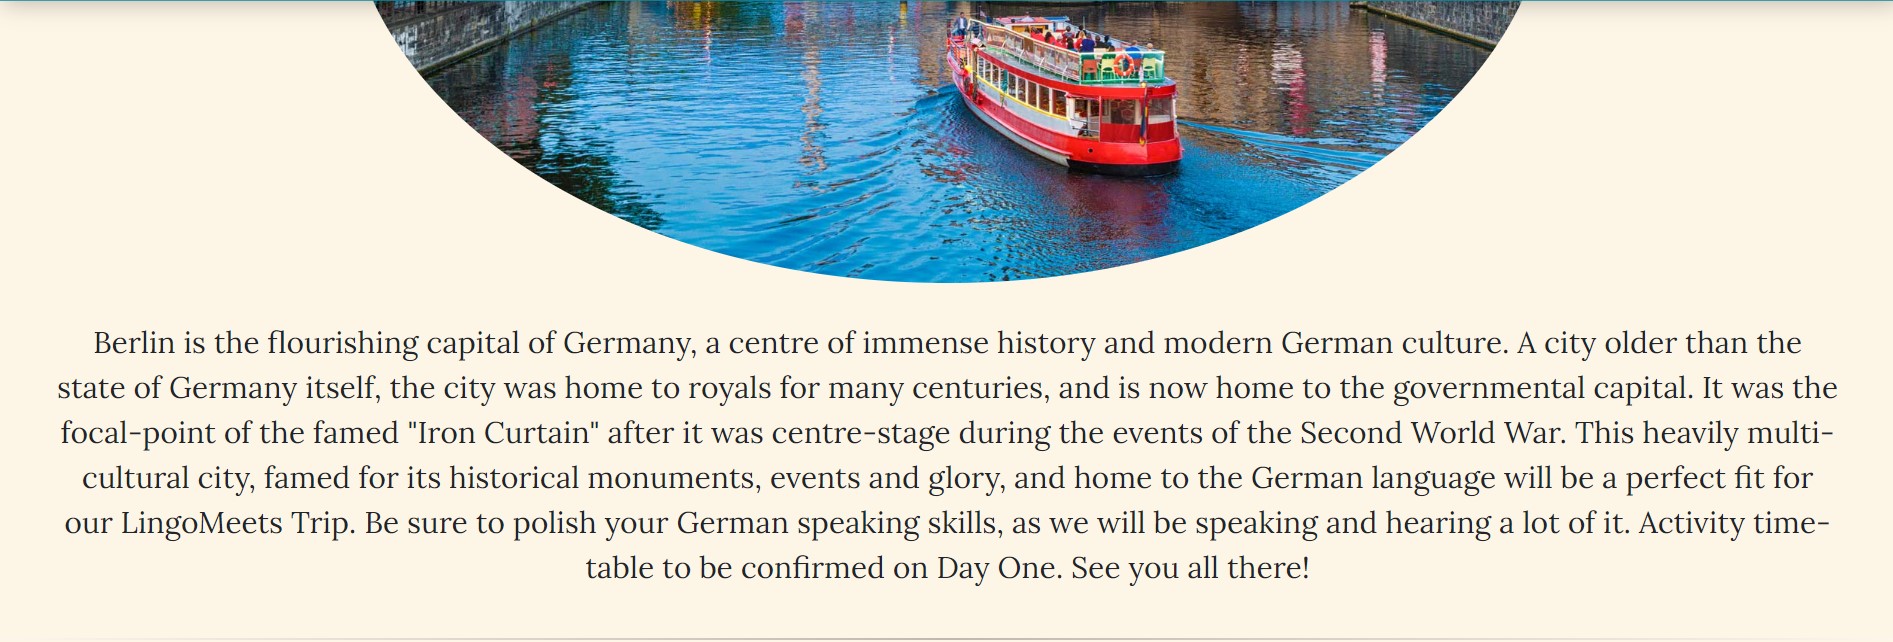 Berlin is the flourishing capital of Germany, a centre of immense history and modern German culture. A city older than the
state of Germany itself, the city was home to royals for many centuries, and is now home to the governmental capital. It was the
focal-point of the famed "Iron Curtain" after it was centre-stage during the events of the Second World War. This heavily multi-
cultural city, famed for its historical monuments, events and glory, and home to the German language will be a perfect fit for
our LingoMeets Trip. Be sure to polish your German speaking skills, as we will be speaking and hearing a lot of it. Activity time-
table to be confirmed on Day One. See you all there!